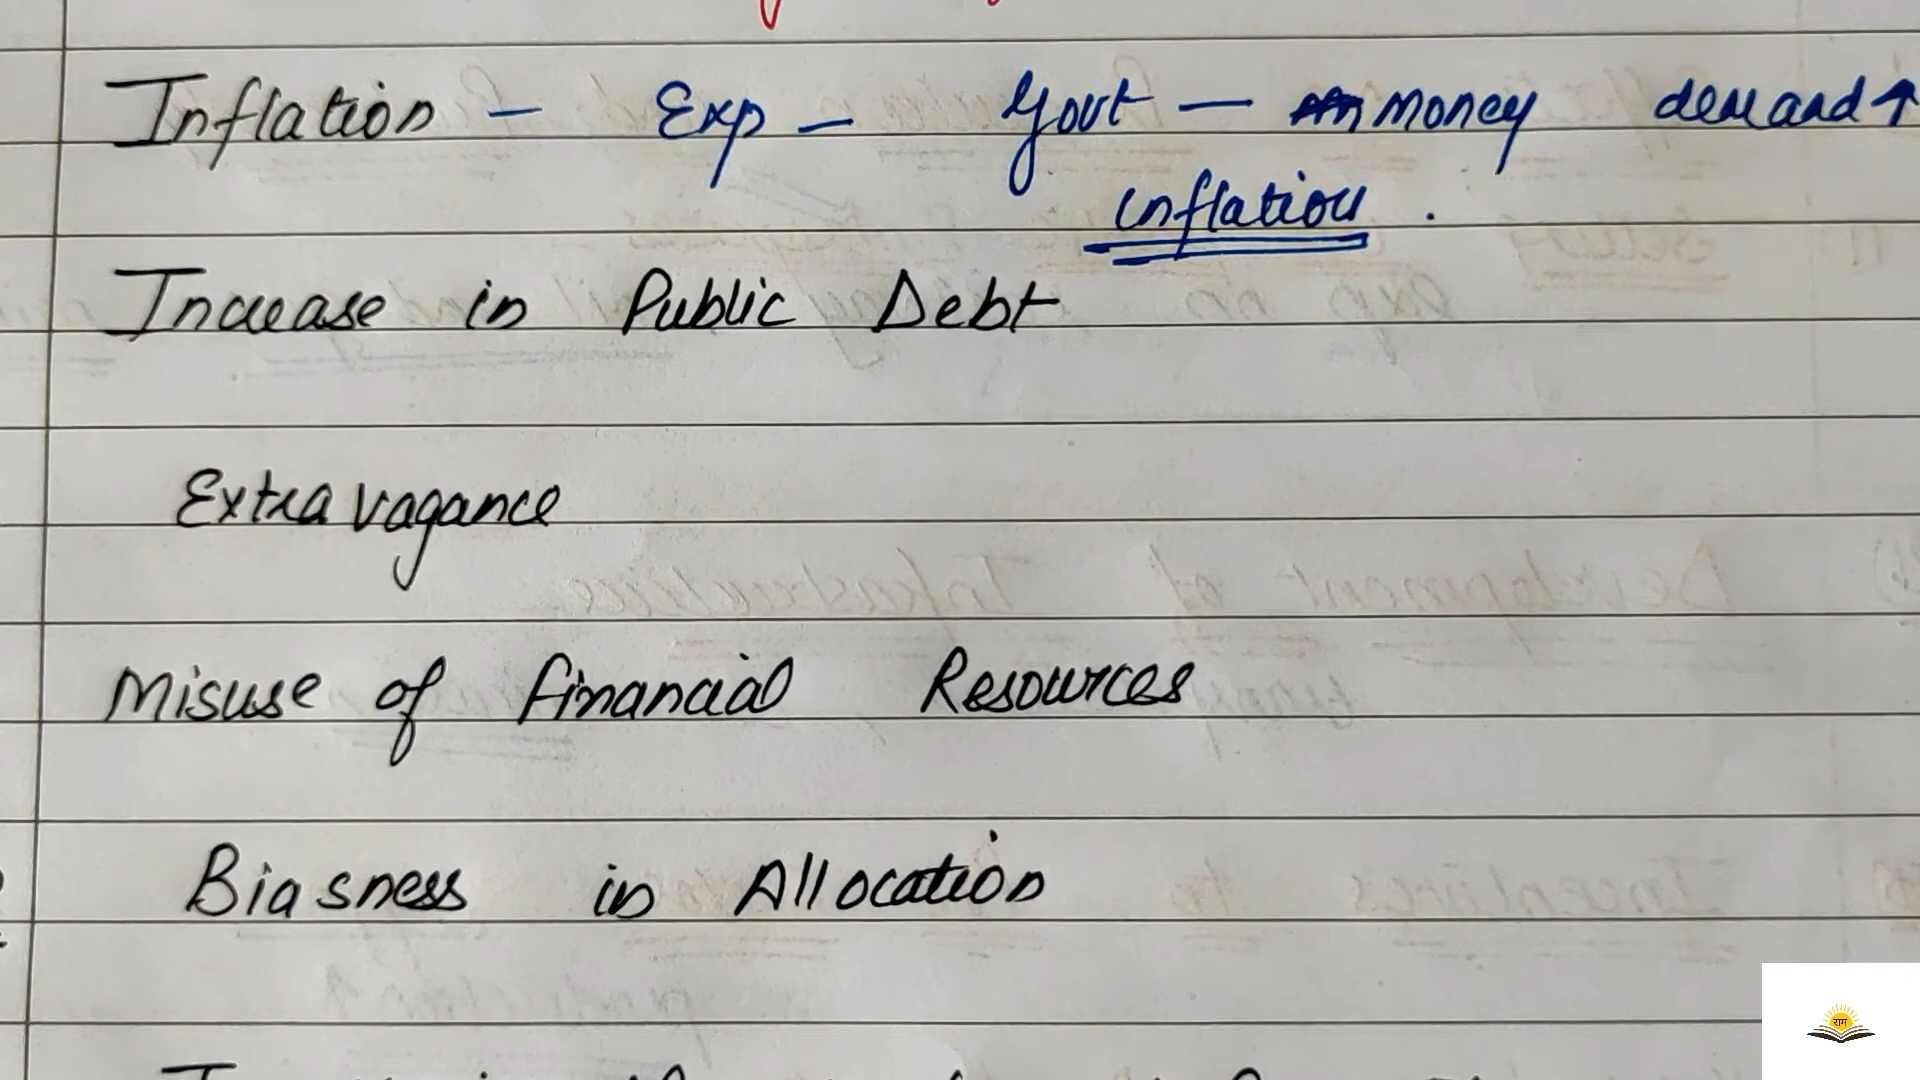 Inflation - Exp - Govt - money demand ↑
inflation.
Increase in Public Debt
Extravagance
Misuse of financial Resources
Biasness in Allocation
राम